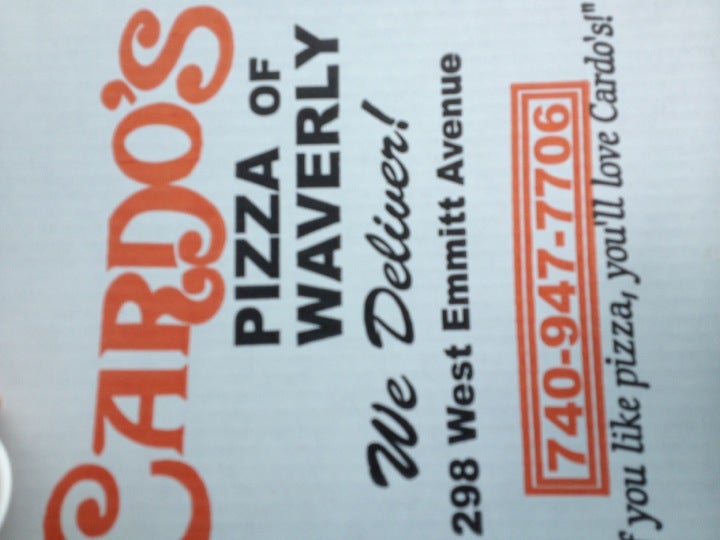 CARDO'S
PIZZA OF
WAVERLY
We Deliver!
298 West Emmitt Avenue
740-947-7706
you like pizza, you'll love Cardo's!"